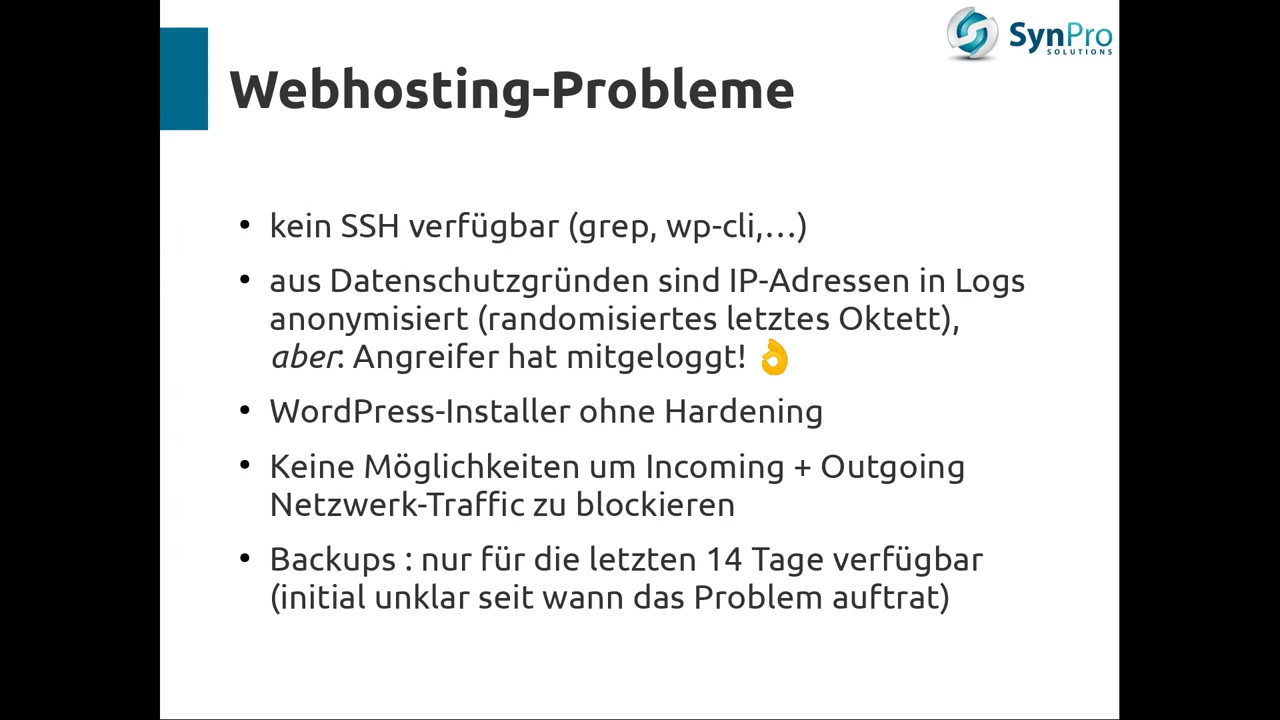 SynPro
SOLUTIONS
Webhosting-Probleme
• kein SSH verfügbar (grep, wp-cli,…)
• aus Datenschutzgründen sind IP-Adressen in Logs
anonymisiert (randomisiertes letztes Oktett),
aber: Angreifer hat mitgeloggt! 👌
• WordPress-Installer ohne Hardening
• Keine Möglichkeiten um Incoming + Outgoing
Netzwerk-Traffic zu blockieren
• Backups : nur für die letzten 14 Tage verfügbar
(initial unklar seit wann das Problem auftrat)